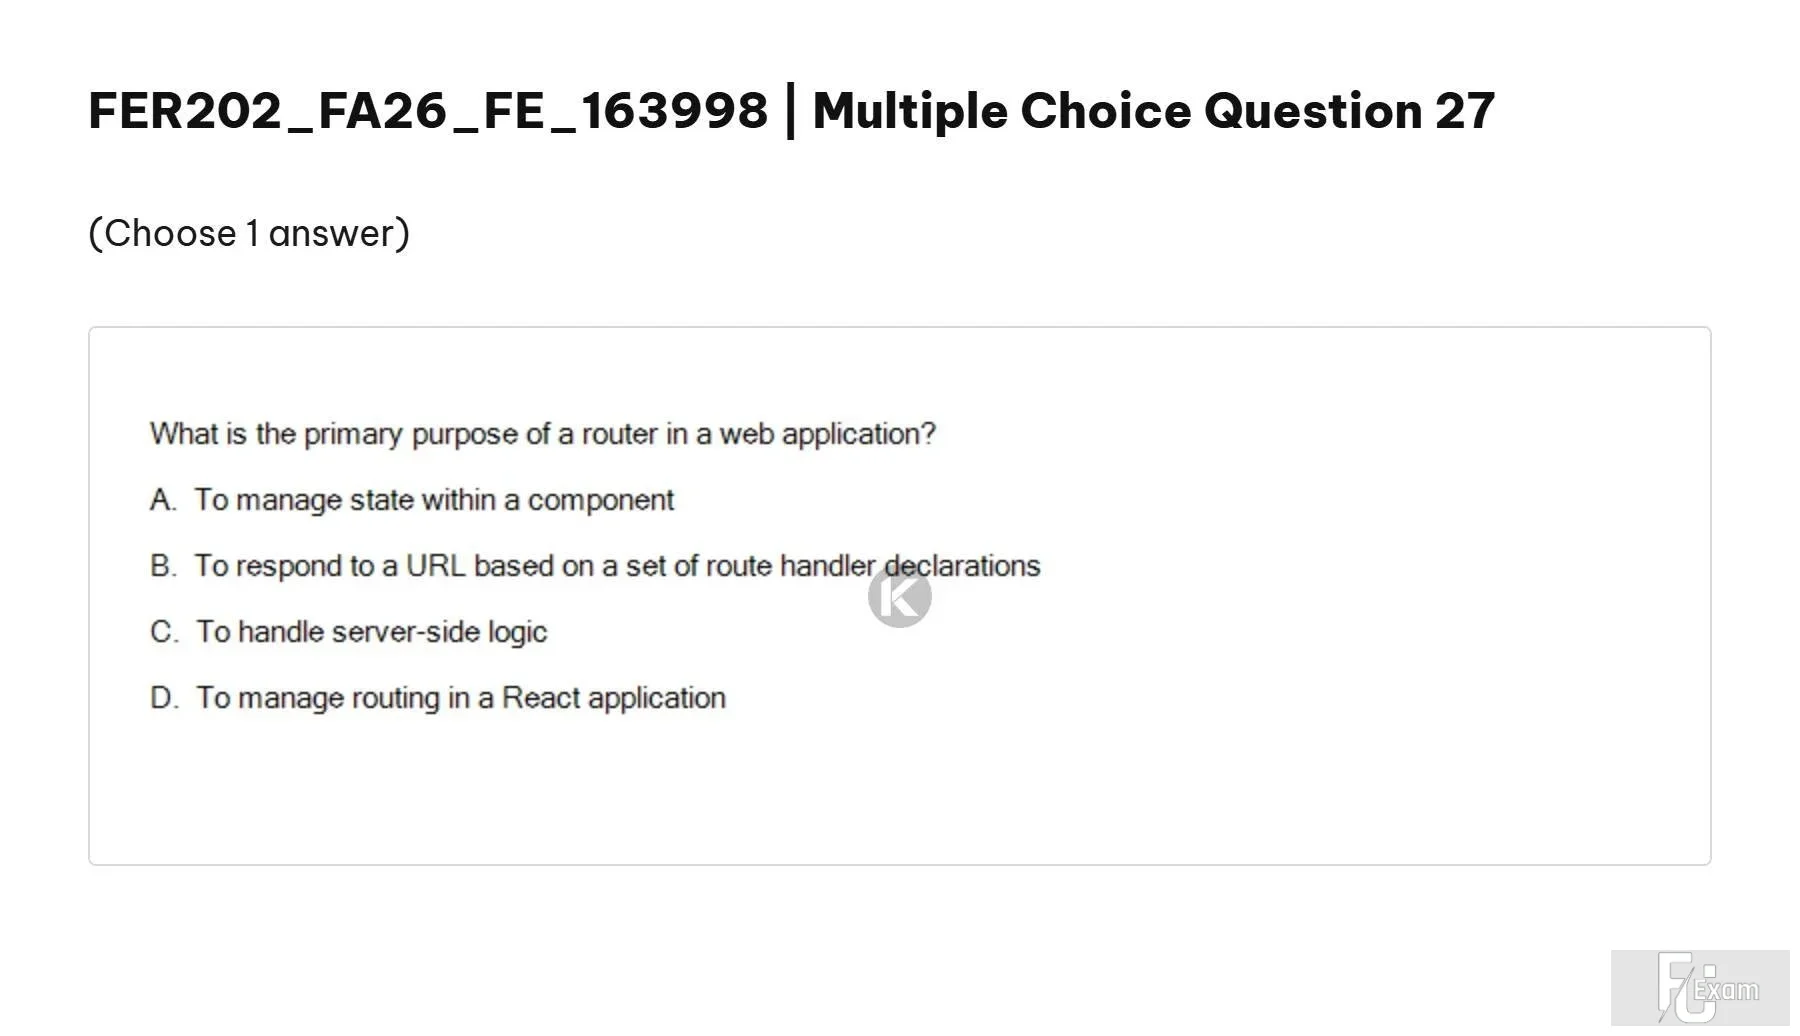 FER202_FA26_FE_163998 | Multiple Choice Question 27
(Choose 1 answer)
What is the primary purpose of a router in a web application?
A. To manage state within a component
B. To respond to a URL based on a set of route handler declarations
K
C. To handle server-side logic
D. To manage routing in a React application
FU Exam